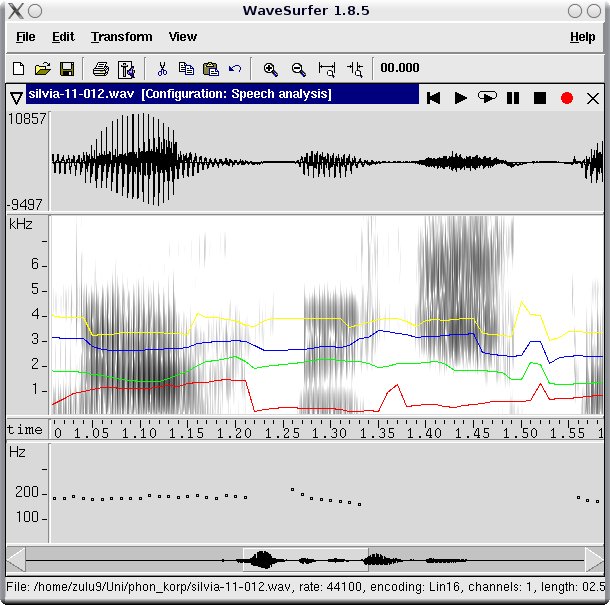 WaveSurfer 1.8.5
File Edit Transform View Help
00.000
silvia-11-012.wav [Configuration: Speech analysis]
10857
-9497
kHz
6
5
4
3
2
1
time 0 1.05 1.10 1.15 1.20 1.25 1.30 1.35 1.40 1.45 1.50 1.55 1
Hz
200
100
File: /home/zulu9/Uni/phon_korp/silvia-11-012.wav, rate: 44100, encoding: Lin16, channels: 1, length: 02.5